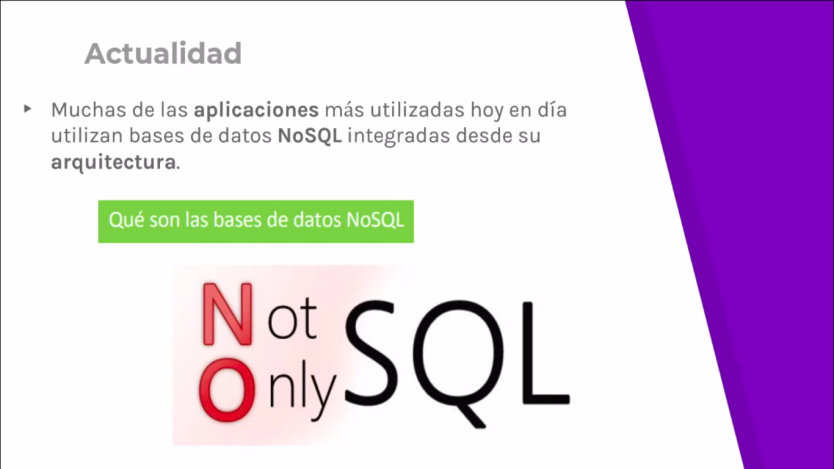 Actualidad
▸ Muchas de las aplicaciones más utilizadas hoy en día
utilizan bases de datos NoSQL integradas desde su
arquitectura.
Qué son las bases de datos NoSQL
Not
Only SQL